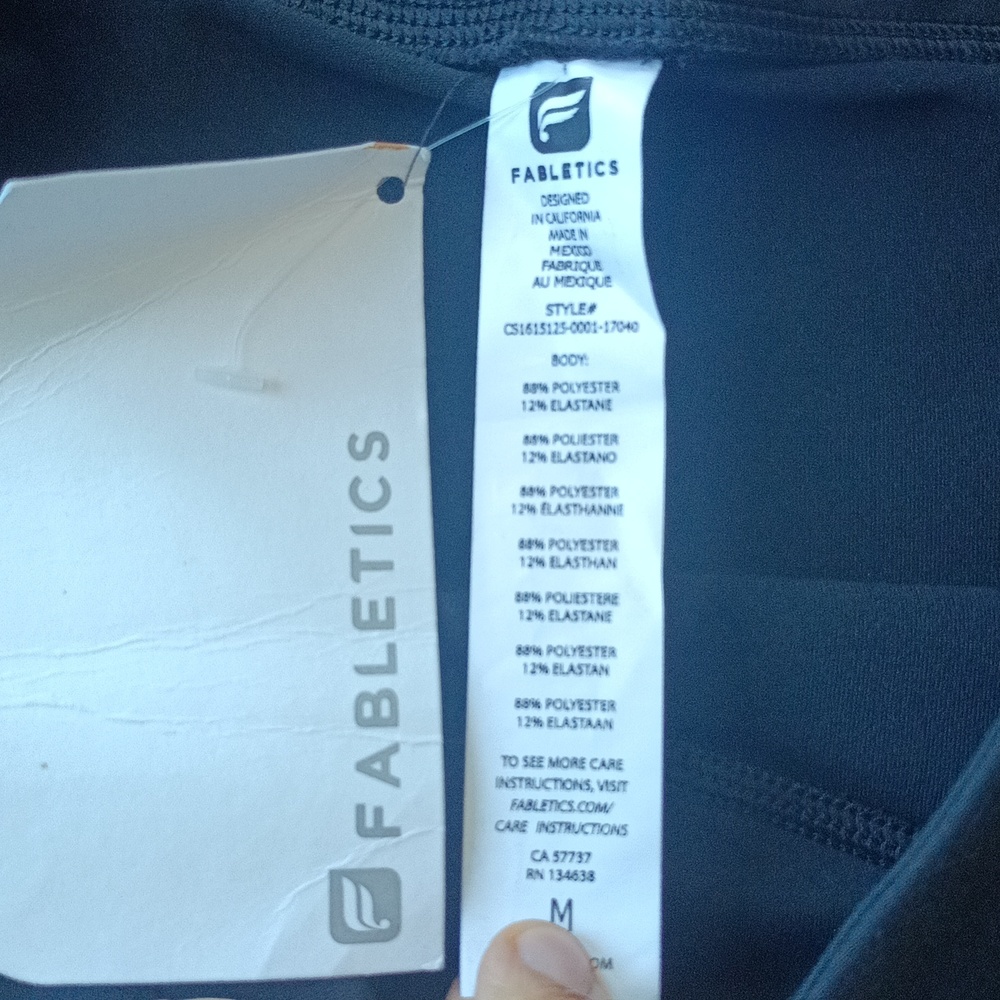 FABLETICS
FABLETICS
DESIGNED
IN CALIFORNIA
MADE IN
MEXICO
FABRIQUE
AU MEXIQUE
STYLE#
CS1615125-0001-17040
BODY:
88% POLYESTER
12% ELASTANE
88% POLIESTER
12% ELASTANO
88% POLYESTER
12% ÉLASTHANNE
88% POLYESTER
12% ELASTHAN
88% POLIESTERE
12% ELASTANE
88% POLYESTER
12% ELASTAN
88% POLYESTER
12% ELASTAAN
TO SEE MORE CARE
INSTRUCTIONS, VISIT
FABLETICS.COM/
CARE INSTRUCTIONS
CA 57737
RN 134638
M